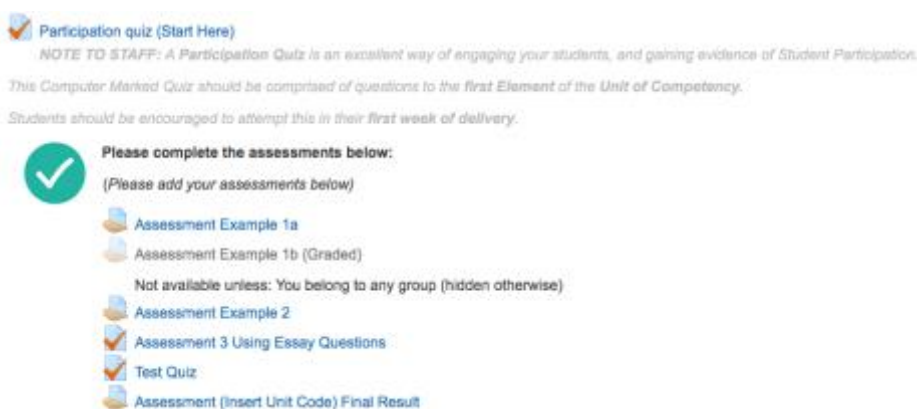 Participation quiz (Start Here)
NOTE TO STAFF: A Participation Quiz is an excellent way of engaging your students, and gaining evidence of Student Participation.
This Computer Marked Quiz should be comprised of questions to the first Element of the Unit of Competency.
Students should be encouraged to attempt this in their first week of delivery.
Please complete the assessments below:
(Please add your assessments below)
Assessment Example 1a
Assessment Example 1b (Graded)
Not available unless: You belong to any group (hidden otherwise)
Assessment Example 2
Assessment 3 Using Essay Questions
Test Quiz
Assessment (Insert Unit Code) Final Result